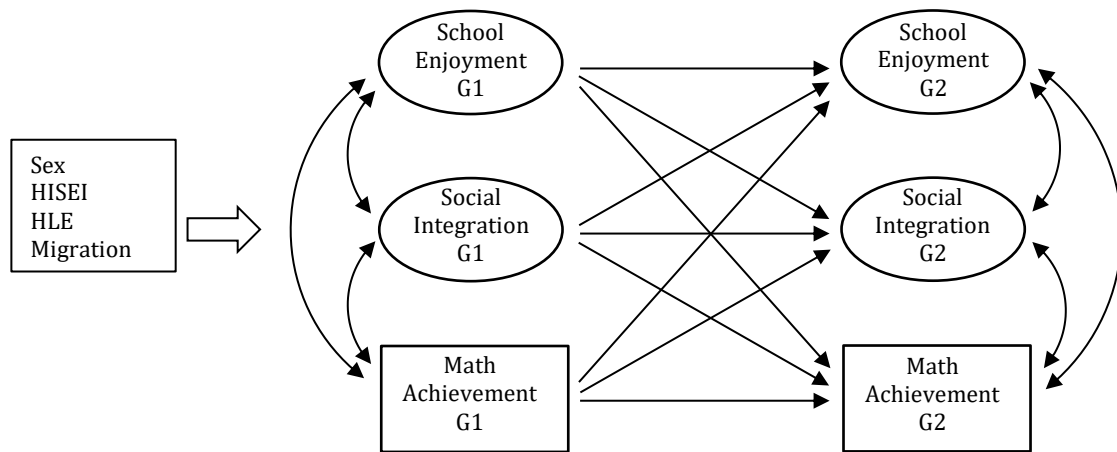 School
Enjoyment
G1
School
Enjoyment
G2
Sex
HISEI
HLE
Migration
Social
Integration
G1
Social
Integration
G2
Math
Achievement
G1
Math
Achievement
G2